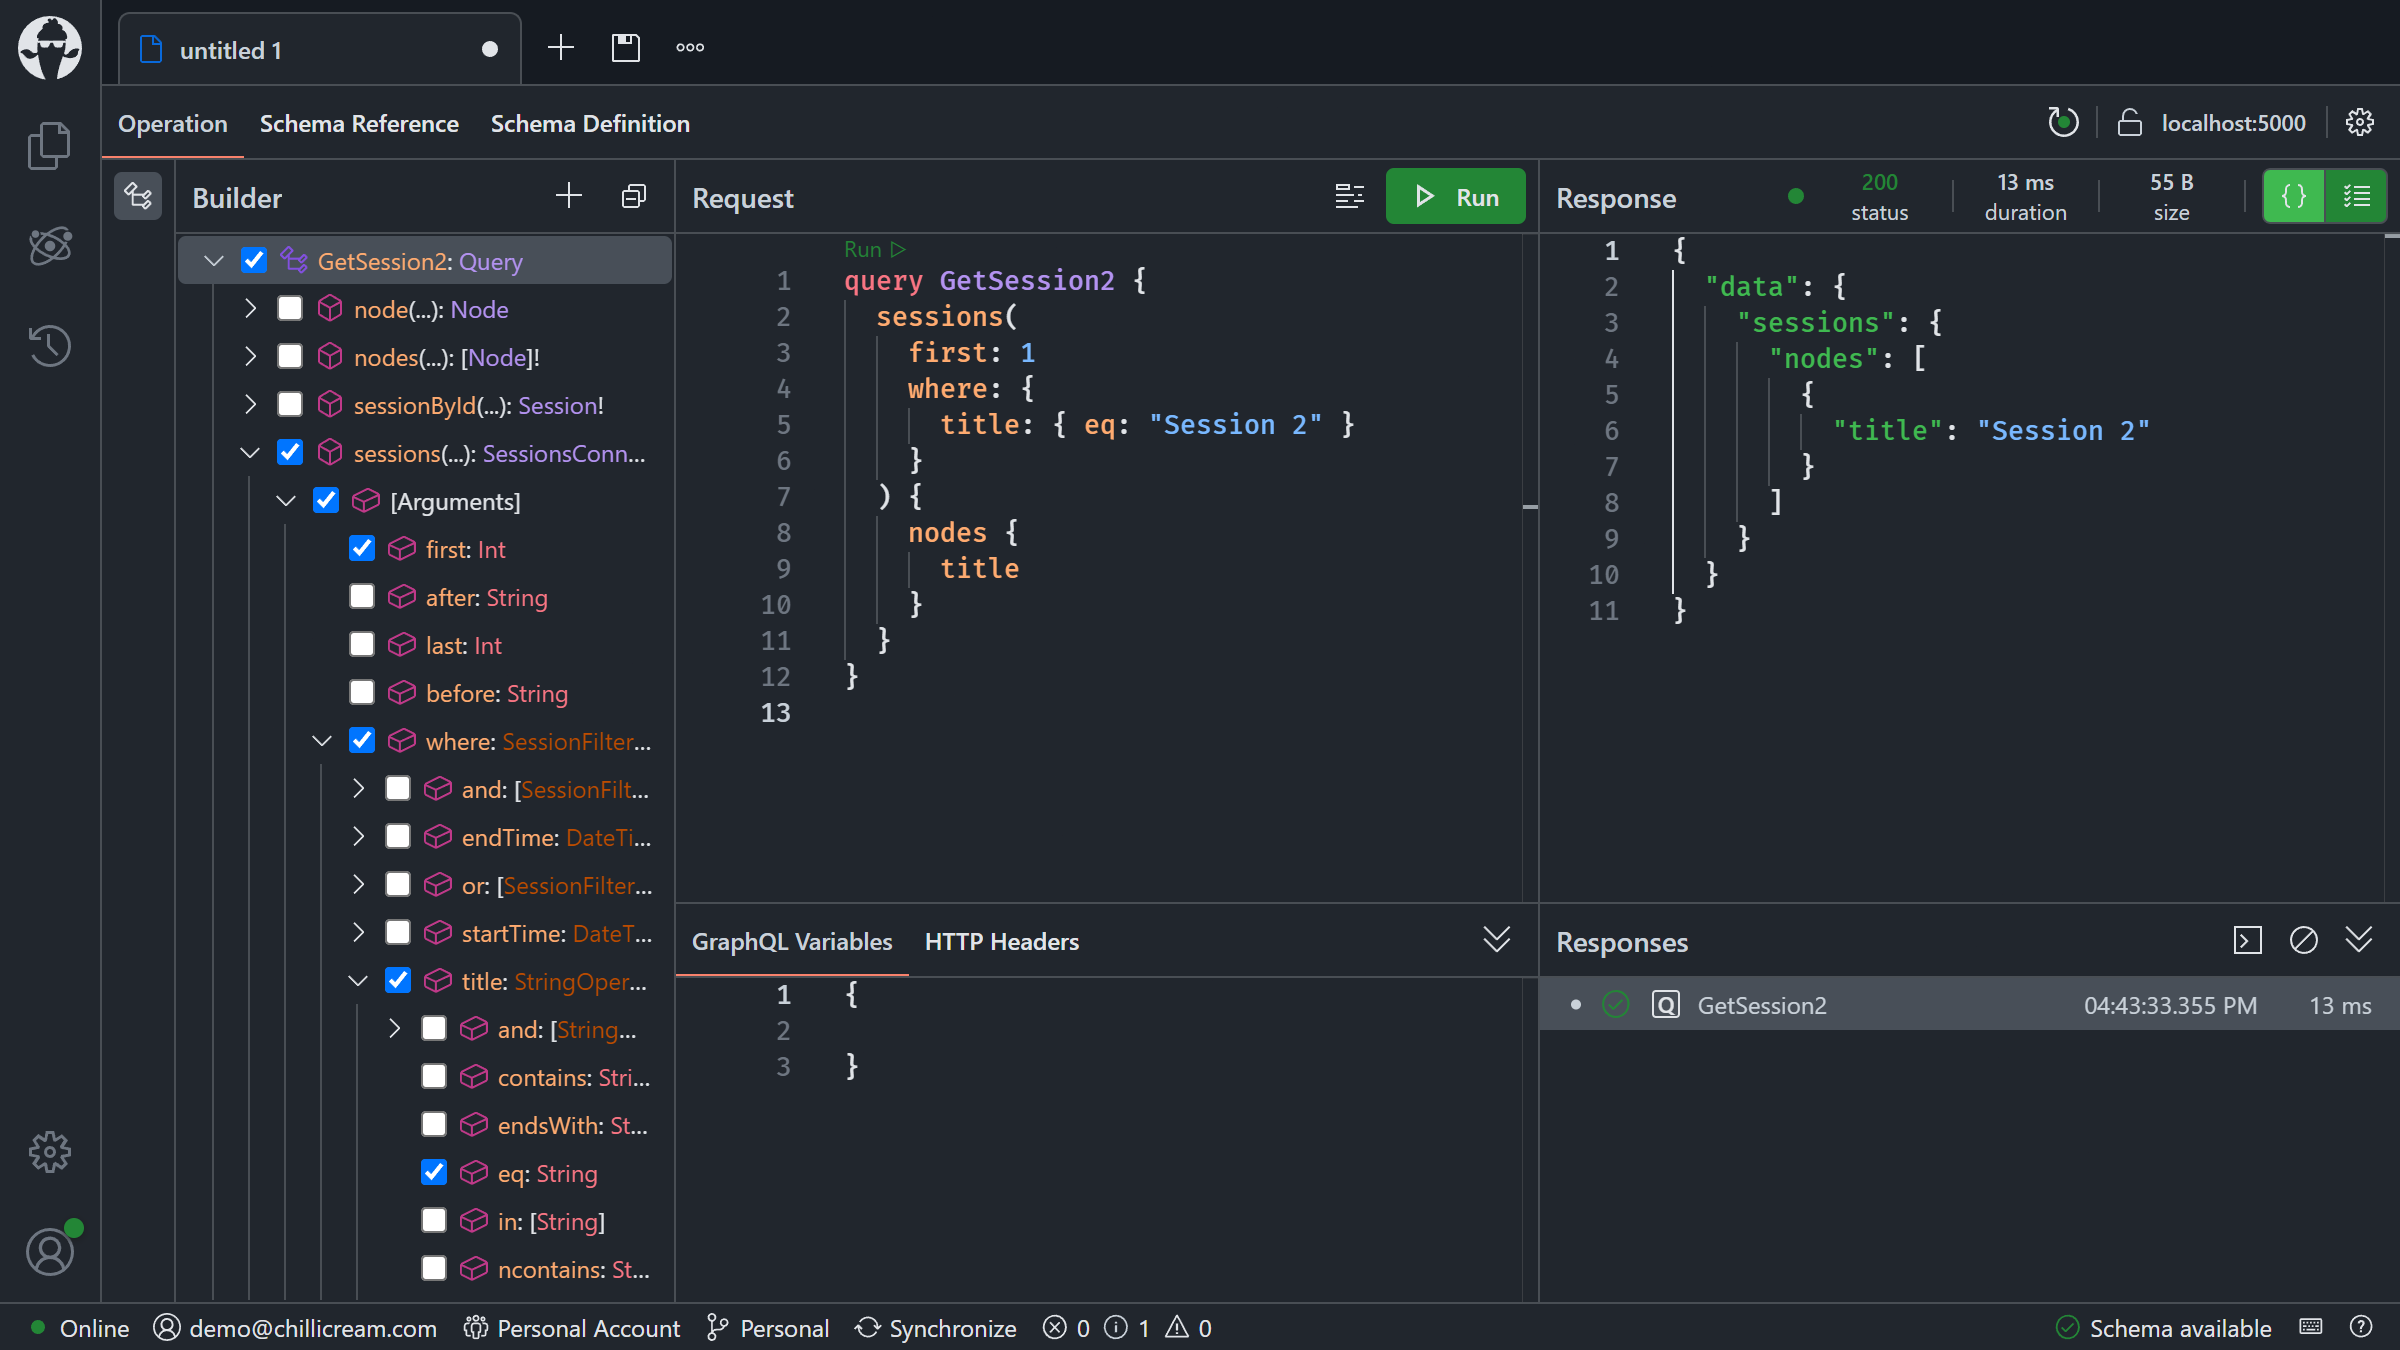 untitled 1
Operation Schema Reference Schema Definition
localhost:5000
Builder
GetSession2: Query
node(...): Node
nodes(...): [Node]!
sessionById(...): Session!
sessions(...): SessionsConn...
[Arguments]
first: Int
after: String
last: Int
before: String
where: SessionFilter...
and: [SessionFilt...
endTime: DateTi...
or: [SessionFilter...
startTime: DateT...
title: StringOper...
and: [String...
contains: Stri...
endsWith: St...
eq: String
in: [String]
ncontains: St...
Request
Run
Run
1 query GetSession2 {
2 sessions(
3 first: 1
4 where: {
5 title: { eq: "Session 2" }
6 }
7 ) {
8 nodes {
9 title
10 }
11 }
12 }
13
GraphQL Variables HTTP Headers
1 {
2
3 }
Response
200 status
13 ms duration
55 B size
{}
1 {
2 "data": {
3 "sessions": {
4 "nodes": [
5 {
6 "title": "Session 2"
7 }
8 ]
9 }
10 }
11 }
Responses
Q GetSession2 04:43:33.355 PM 13 ms
Online demo@chillicream.com Personal Account Personal Synchronize 0 1 0
Schema available